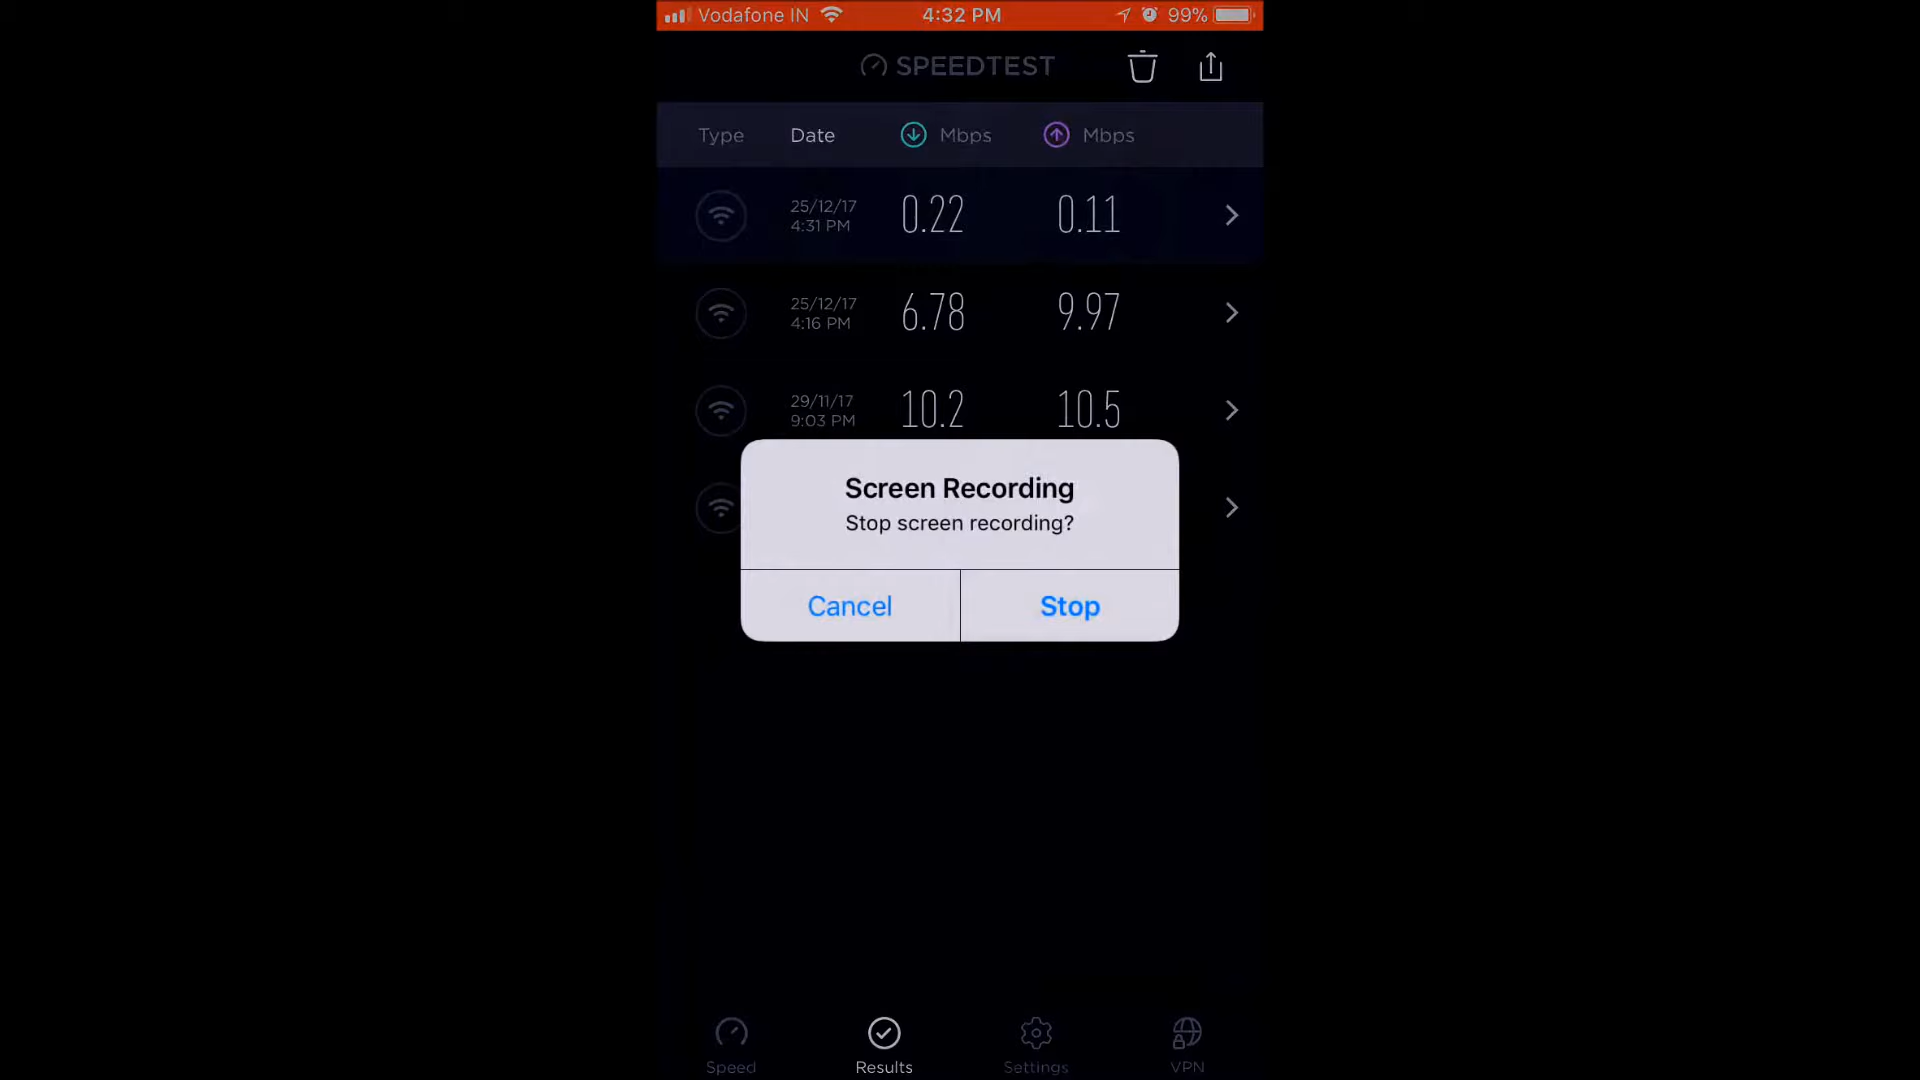 Vodafone IN 4:32 PM 99%
SPEEDTEST
Type Date Mbps Mbps
25/12/17
4:31 PM
0.22 0.11
25/12/17
4:16 PM
6.78 9.97
29/11/17
9:03 PM
10.2 10.5
Screen Recording
Stop screen recording?
Cancel Stop
Speed Results Settings VPN